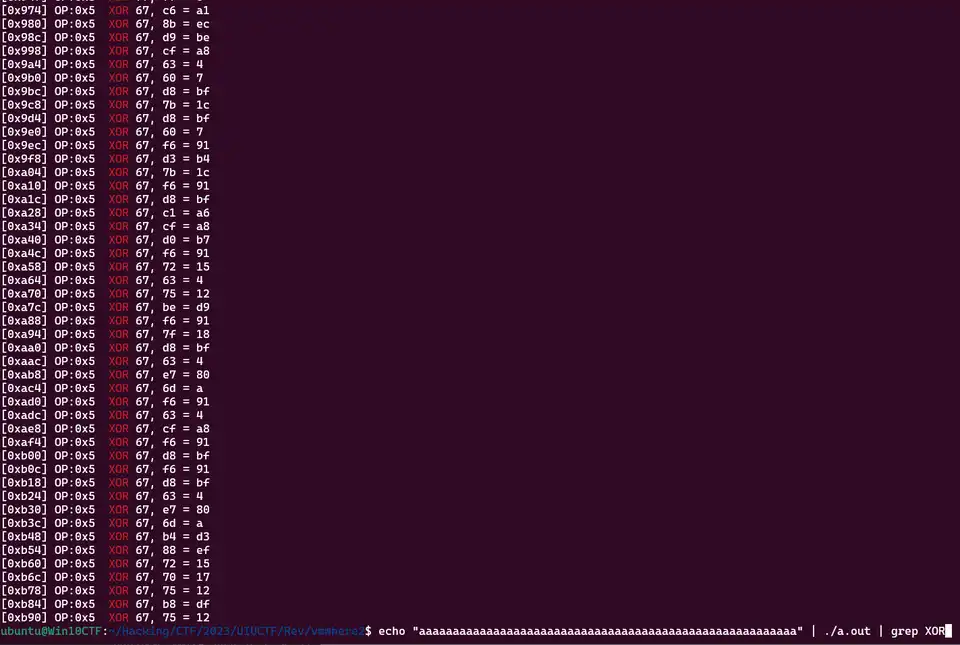 [0x974] OP:0x5 XOR 67, c6 = a1
[0x980] OP:0x5 XOR 67, 8b = ec
[0x98c] OP:0x5 XOR 67, d9 = be
[0x998] OP:0x5 XOR 67, cf = a8
[0x9a4] OP:0x5 XOR 67, 63 = 4
[0x9b0] OP:0x5 XOR 67, 60 = 7
[0x9bc] OP:0x5 XOR 67, d8 = bf
[0x9c8] OP:0x5 XOR 67, 7b = 1c
[0x9d4] OP:0x5 XOR 67, d8 = bf
[0x9e0] OP:0x5 XOR 67, 60 = 7
[0x9ec] OP:0x5 XOR 67, f6 = 91
[0x9f8] OP:0x5 XOR 67, d3 = b4
[0xa04] OP:0x5 XOR 67, 7b = 1c
[0xa10] OP:0x5 XOR 67, f6 = 91
[0xa1c] OP:0x5 XOR 67, d8 = bf
[0xa28] OP:0x5 XOR 67, c1 = a6
[0xa34] OP:0x5 XOR 67, cf = a8
[0xa40] OP:0x5 XOR 67, d0 = b7
[0xa4c] OP:0x5 XOR 67, f6 = 91
[0xa58] OP:0x5 XOR 67, 72 = 15
[0xa64] OP:0x5 XOR 67, 63 = 4
[0xa70] OP:0x5 XOR 67, 75 = 12
[0xa7c] OP:0x5 XOR 67, be = d9
[0xa88] OP:0x5 XOR 67, f6 = 91
[0xa94] OP:0x5 XOR 67, 7f = 18
[0xaa0] OP:0x5 XOR 67, d8 = bf
[0xaac] OP:0x5 XOR 67, 63 = 4
[0xab8] OP:0x5 XOR 67, e7 = 80
[0xac4] OP:0x5 XOR 67, 6d = a
[0xad0] OP:0x5 XOR 67, f6 = 91
[0xadc] OP:0x5 XOR 67, 63 = 4
[0xae8] OP:0x5 XOR 67, cf = a8
[0xaf4] OP:0x5 XOR 67, f6 = 91
[0xb00] OP:0x5 XOR 67, d8 = bf
[0xb0c] OP:0x5 XOR 67, f6 = 91
[0xb18] OP:0x5 XOR 67, d8 = bf
[0xb24] OP:0x5 XOR 67, 63 = 4
[0xb30] OP:0x5 XOR 67, e7 = 80
[0xb3c] OP:0x5 XOR 67, 6d = a
[0xb48] OP:0x5 XOR 67, b4 = d3
[0xb54] OP:0x5 XOR 67, 88 = ef
[0xb60] OP:0x5 XOR 67, 72 = 15
[0xb6c] OP:0x5 XOR 67, 70 = 17
[0xb78] OP:0x5 XOR 67, 75 = 12
[0xb84] OP:0x5 XOR 67, b8 = df
[0xb90] OP:0x5 XOR 67, 75 = 12
ubuntu@Win10CTF:~/Hacking/CTF/2023/UIUCTF/Rev/vmwhere2$ echo "aaaaaaaaaaaaaaaaaaaaaaaaaaaaaaaaaaaaaaaaaaaaaaaaaaaaaaaa" | ./a.out | grep XOR